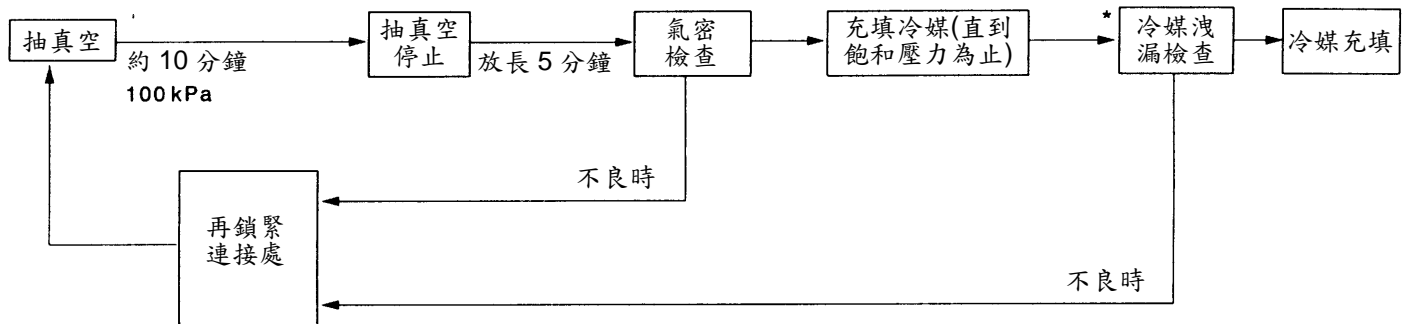 抽真空
約 10 分鐘
100 kPa
抽真空
停止
放長 5 分鐘
氣密
檢查
充填冷媒(直到
飽和壓力為止)
*
冷媒洩
漏檢查
冷媒充填
不良時
再鎖緊
連接處
不良時